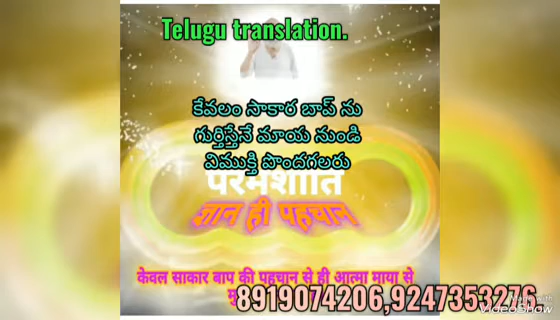 Telugu translation.
కేవలం సాకార బాప్ ను
గుర్తిస్తేనే మాయ నుండి
విముక్తి పొందగలరు
परमशांति
ज्ञान ही पहचान
केवल साकार बाप की पहचान से ही आत्मा माया से
8919074206,9247353276.
VideoShow